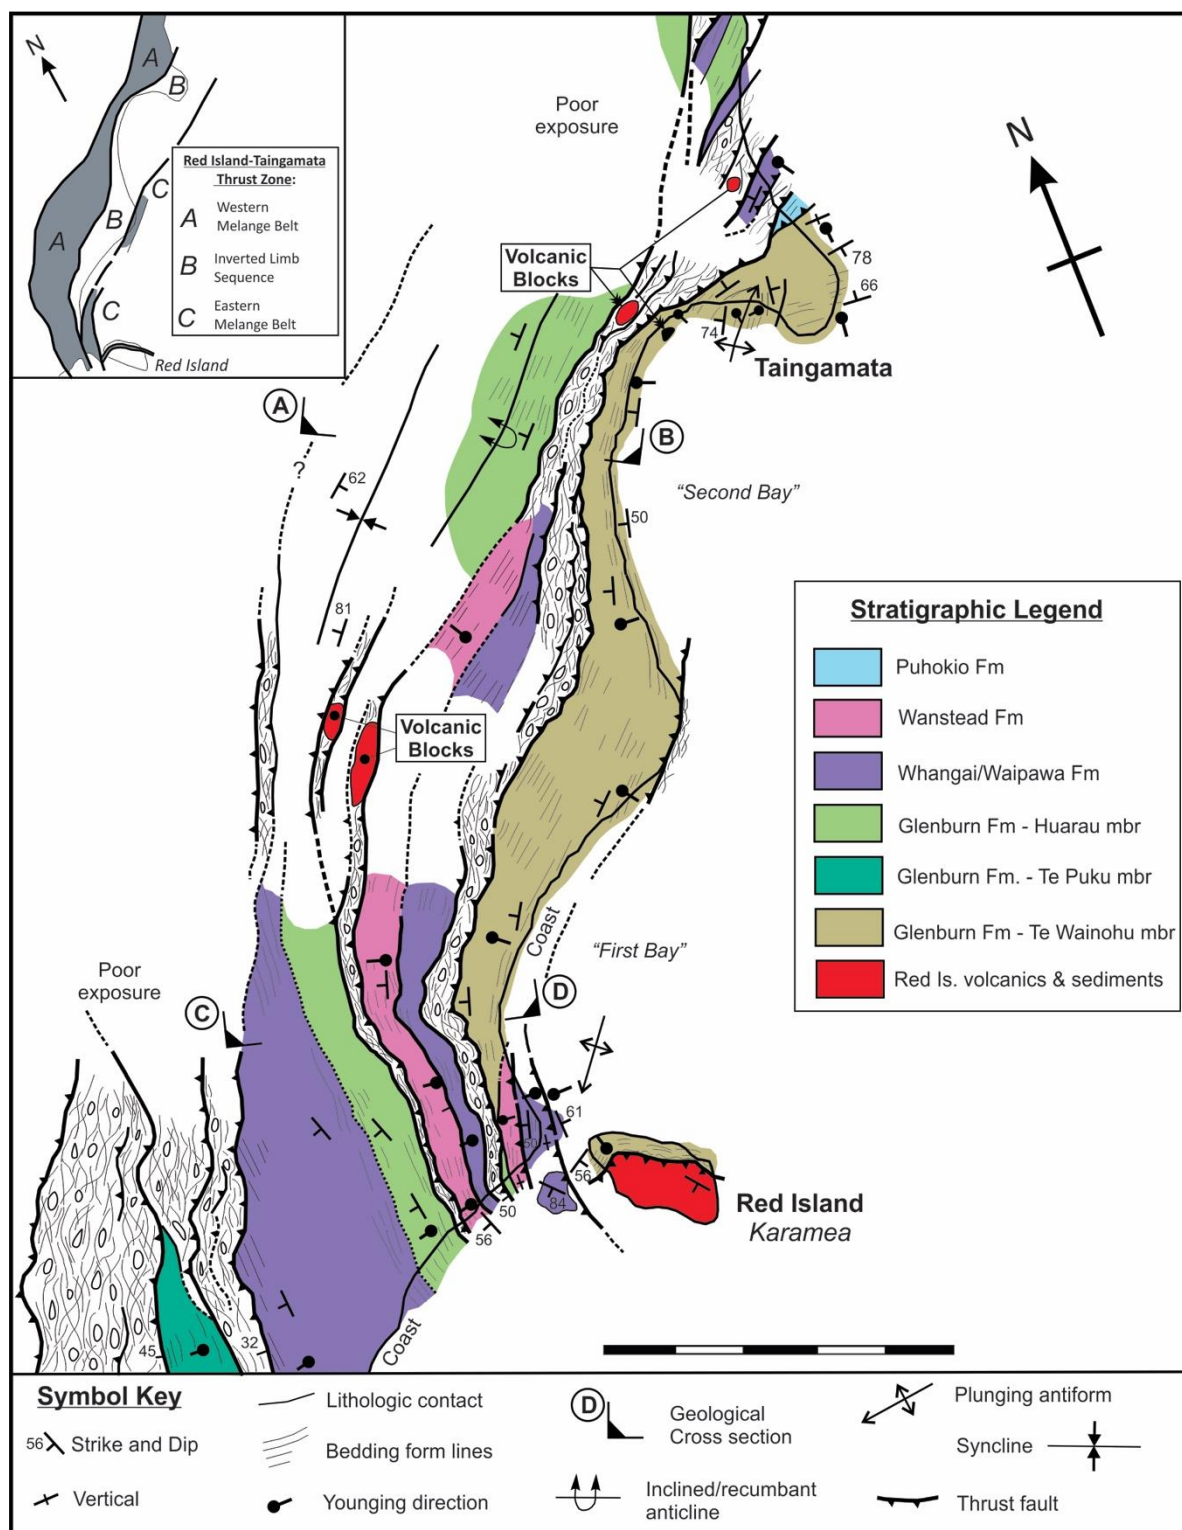 N
A
B
C
A
B
C
Red Island
Red Island-Taingamata
Thrust Zone:
A Western
Melange Belt
B Inverted Limb
Sequence
C Eastern
Melange Belt
Poor
exposure
N
Volcanic
Blocks
78
66
74
Taingamata
A
B
?
62
"Second Bay"
50
81
Volcanic
Blocks
Stratigraphic Legend
Puhokio Fm
Wanstead Fm
Whangai/Waipawa Fm
Glenburn Fm - Huarau mbr
Glenburn Fm. - Te Puku mbr
Glenburn Fm - Te Wainohu mbr
Red Is. volcanics & sediments
Coast
"First Bay"
Poor
exposure
C
D
61
50
56
84
50
56
Red Island
Karamea
Coast
45
32
Symbol Key
56 Strike and Dip
Vertical
Lithologic contact
Bedding form lines
Younging direction
D Geological
Cross section
Inclined/recumbant
anticline
Plunging antiform
Syncline
Thrust fault